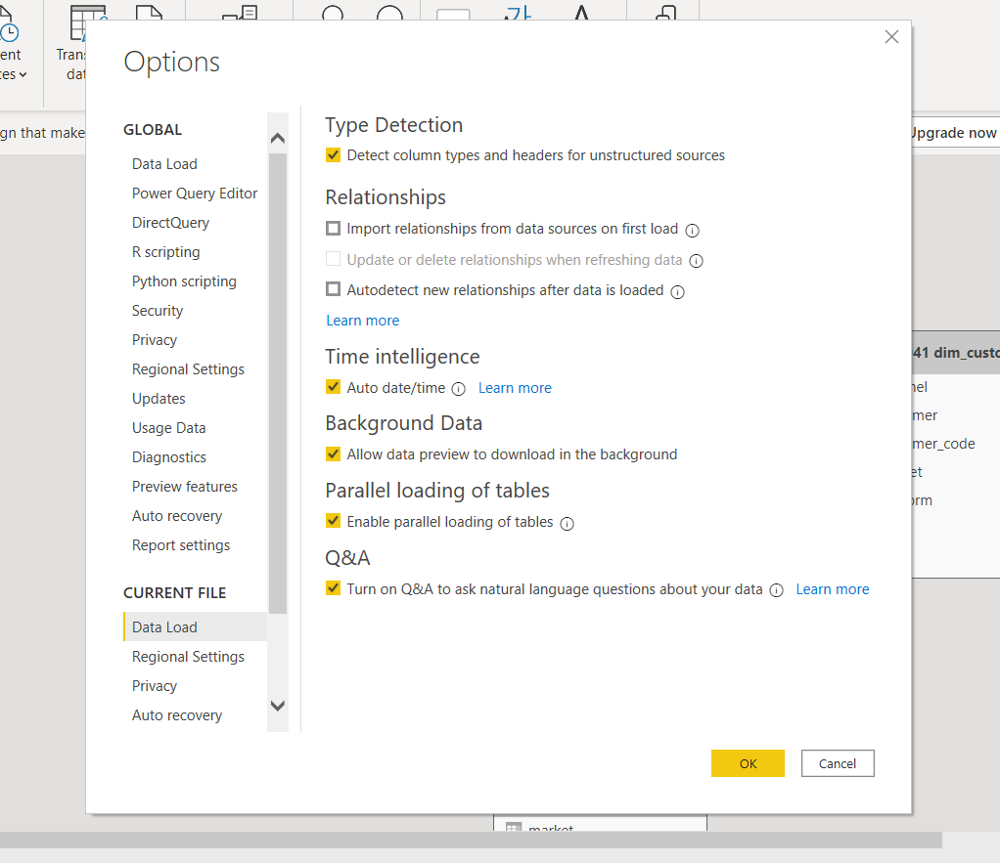 ent
ces
Trans
dat
gn that make
Upgrade now
Options
GLOBAL
Data Load
Power Query Editor
DirectQuery
R scripting
Python scripting
Security
Privacy
Regional Settings
Updates
Usage Data
Diagnostics
Preview features
Auto recovery
Report settings
CURRENT FILE
Data Load
Regional Settings
Privacy
Auto recovery
Type Detection
Detect column types and headers for unstructured sources
Relationships
Import relationships from data sources on first load
Update or delete relationships when refreshing data
Autodetect new relationships after data is loaded
Learn more
Time intelligence
Auto date/time Learn more
Background Data
Allow data preview to download in the background
Parallel loading of tables
Enable parallel loading of tables
Q&A
Turn on Q&A to ask natural language questions about your data Learn more
OK Cancel
41 dim_custo
nel
mer
mer_code
et
orm
market